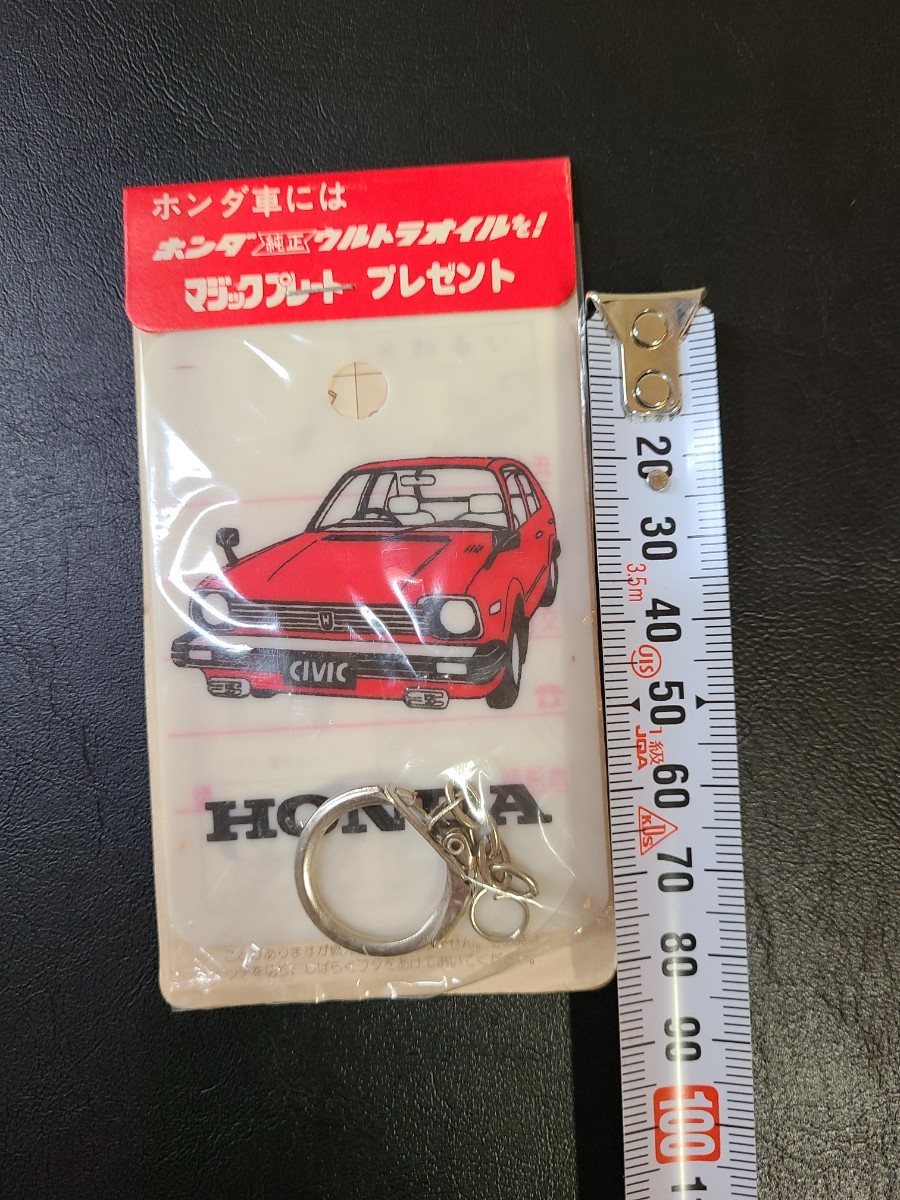 ホンダ車には
ホンダ純正ウルトラオイルを!
マジックプレート プレゼント
CIVIC
HONDA
20
30
3.5m
40
JIS
50
1級
JQA
60
KDS
70
80
90
100